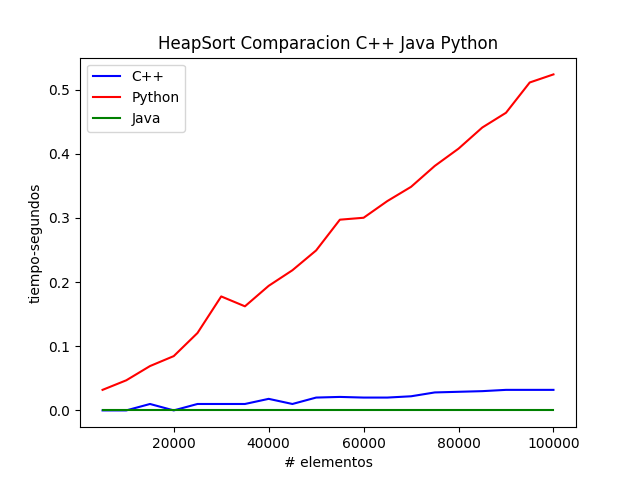 HeapSort Comparacion C++ Java Python
C++
Python
Java
tiempo-segundos
0.5
0.4
0.3
0.2
0.1
0.0
20000 40000 60000 80000 100000
# elementos